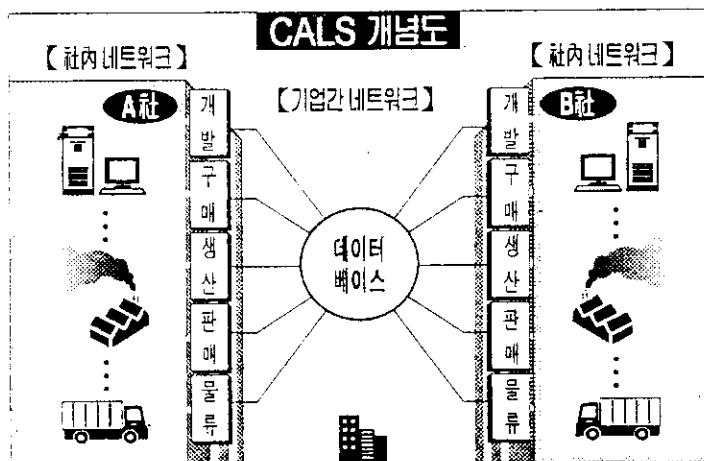 CALS 개념도
【社內 네트워크】
【기업간 네트워크】
【社內 네트워크】
A社
개발
구매
생산
판매
물류
데이터
베이스
B社
개발
구매
생산
판매
물류